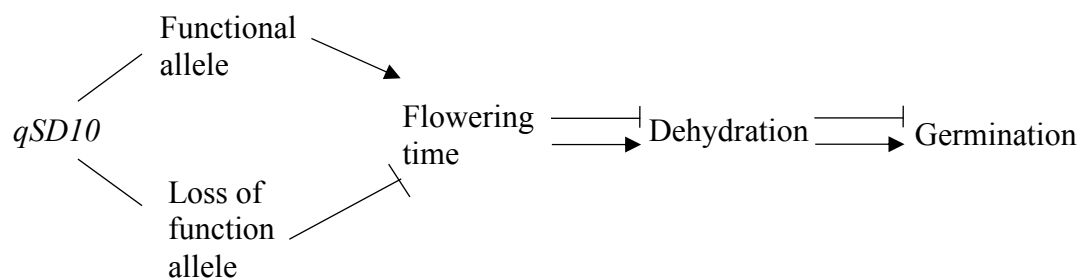 Functional
allele
qSD10
Flowering
time
Dehydration
Germination
Loss of
function
allele